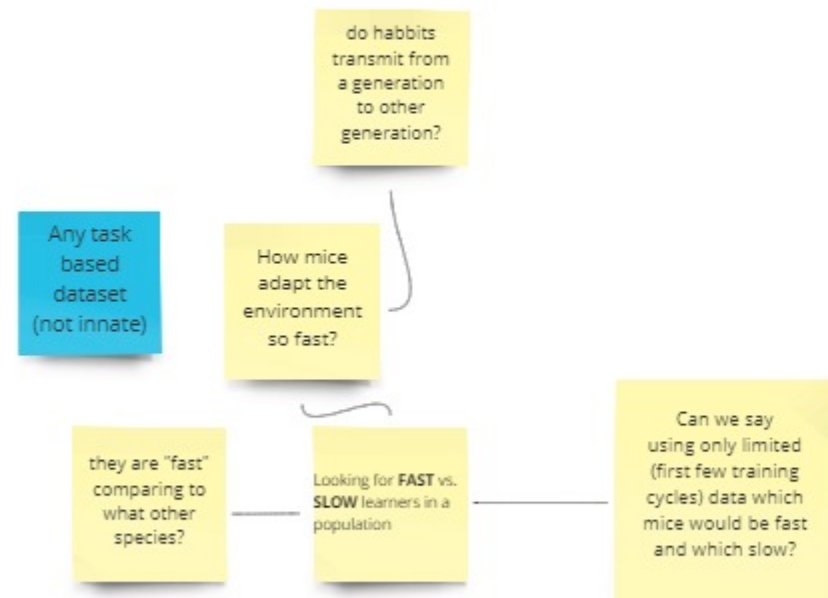 do habbits
transmit from
a generation
to other
generation?
Any task
based
dataset
(not innate)
How mice
adapt the
environment
so fast?
they are "fast"
comparing to
what other
species?
Looking for FAST vs.
SLOW learners in a
population
Can we say
using only limited
(first few training
cycles) data which
mice would be fast
and which slow?